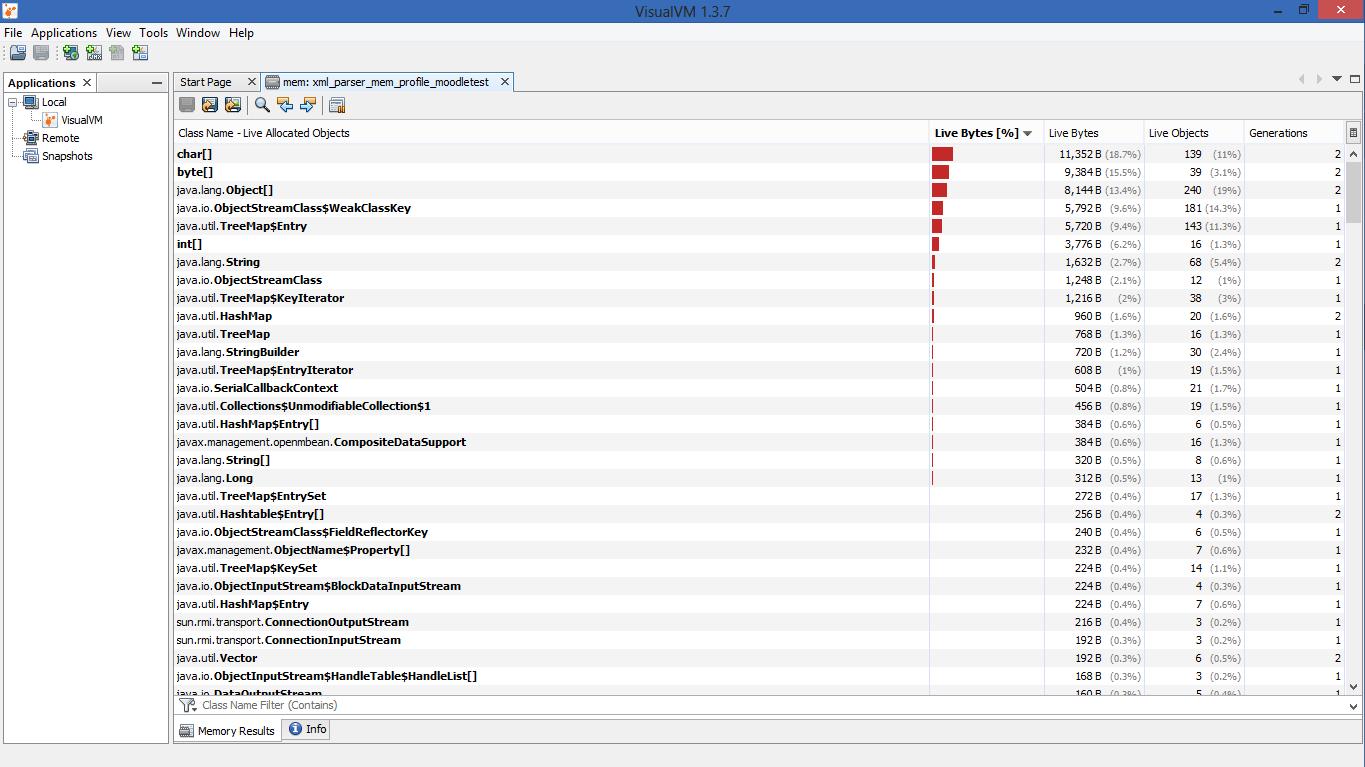 VisualVM 1.3.7
File Applications View Tools Window Help
Applications
Local
VisualVM
Remote
Snapshots
Start Page mem: xml_parser_mem_profile_moodletest
Class Name - Live Allocated Objects Live Bytes [%] Live Bytes Live Objects Generations
char[] 11,352 B (18.7%) 139 (11%) 2
byte[] 9,384 B (15.5%) 39 (3.1%) 2
java.lang.Object[] 8,144 B (13.4%) 240 (19%) 2
java.io.ObjectStreamClass$WeakClassKey 5,792 B (9.6%) 181 (14.3%) 1
java.util.TreeMap$Entry 5,720 B (9.4%) 143 (11.3%) 1
int[] 3,776 B (6.2%) 16 (1.3%) 1
java.lang.String 1,632 B (2.7%) 68 (5.4%) 2
java.io.ObjectStreamClass 1,248 B (2.1%) 12 (1%) 1
java.util.TreeMap$KeyIterator 1,216 B (2%) 38 (3%) 1
java.util.HashMap 960 B (1.6%) 20 (1.6%) 2
java.util.TreeMap 768 B (1.3%) 16 (1.3%) 1
java.lang.StringBuilder 720 B (1.2%) 30 (2.4%) 1
java.util.TreeMap$EntryIterator 608 B (1%) 19 (1.5%) 1
java.io.SerialCallbackContext 504 B (0.8%) 21 (1.7%) 1
java.util.Collections$UnmodifiableCollection$1 456 B (0.8%) 19 (1.5%) 1
java.util.HashMap$Entry[] 384 B (0.6%) 6 (0.5%) 1
javax.management.openmbean.CompositeDataSupport 384 B (0.6%) 16 (1.3%) 1
java.lang.String[] 320 B (0.5%) 8 (0.6%) 1
java.lang.Long 312 B (0.5%) 13 (1%) 1
java.util.TreeMap$EntrySet 272 B (0.4%) 17 (1.3%) 1
java.util.Hashtable$Entry[] 256 B (0.4%) 4 (0.3%) 2
java.io.ObjectStreamClass$FieldReflectorKey 240 B (0.4%) 6 (0.5%) 1
javax.management.ObjectName$Property[] 232 B (0.4%) 7 (0.6%) 1
java.util.TreeMap$KeySet 224 B (0.4%) 14 (1.1%) 1
java.io.ObjectInputStream$BlockDataInputStream 224 B (0.4%) 4 (0.3%) 1
java.util.HashMap$Entry 224 B (0.4%) 7 (0.6%) 1
sun.rmi.transport.ConnectionOutputStream 216 B (0.4%) 3 (0.2%) 1
sun.rmi.transport.ConnectionInputStream 192 B (0.3%) 3 (0.2%) 1
java.util.Vector 192 B (0.3%) 6 (0.5%) 2
java.io.ObjectInputStream$HandleTable$HandleList[] 168 B (0.3%) 3 (0.2%) 1
java.io.DataOutputStream 160 B (0.3%) 5 (0.4%) 1
Class Name Filter (Contains)
Memory Results Info